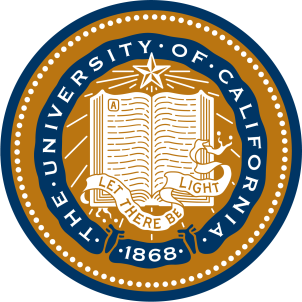 ·THE·UNIVERSITY·OF·CALIFORNIA·
A
LET THERE BE LIGHT
·1868·